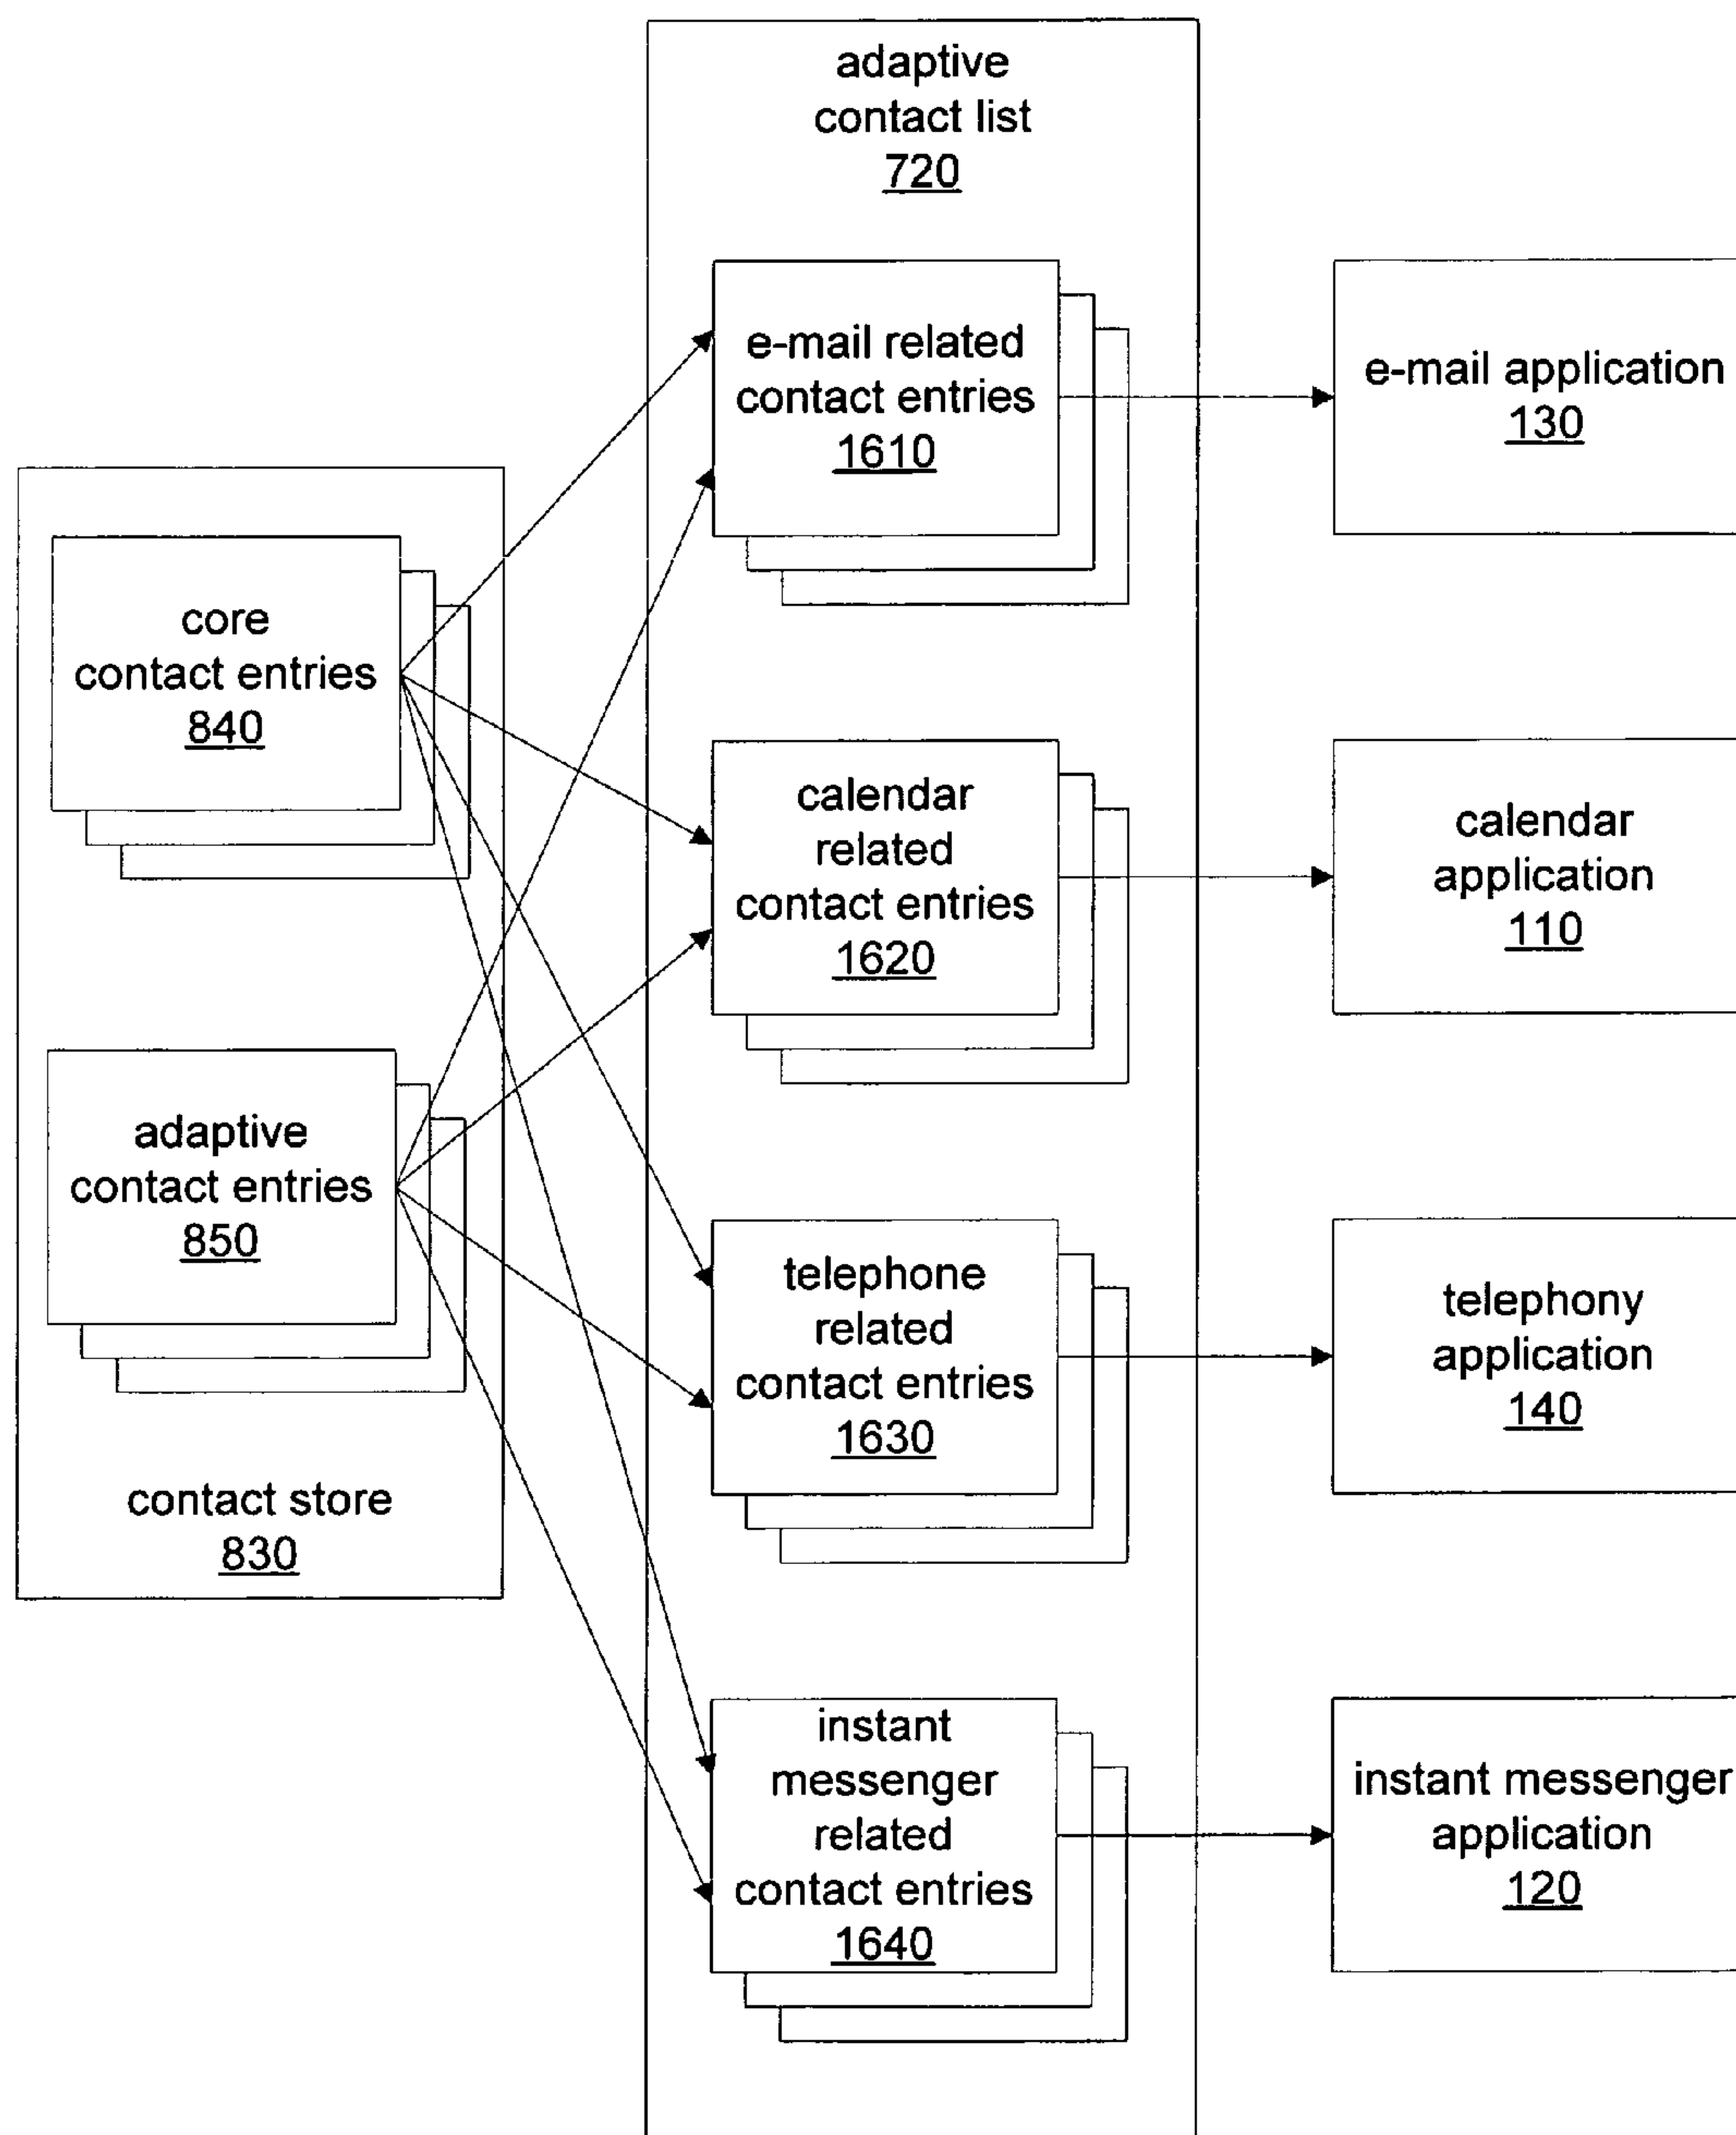 adaptive
contact list
720
e-mail related
contact entries
1610
e-mail application
130
core
contact entries
840
calendar
related
contact entries
1620
calendar
application
110
adaptive
contact entries
850
telephone
related
contact entries
1630
telephony
application
140
contact store
830
instant
messenger
related
contact entries
1640
instant messenger
application
120